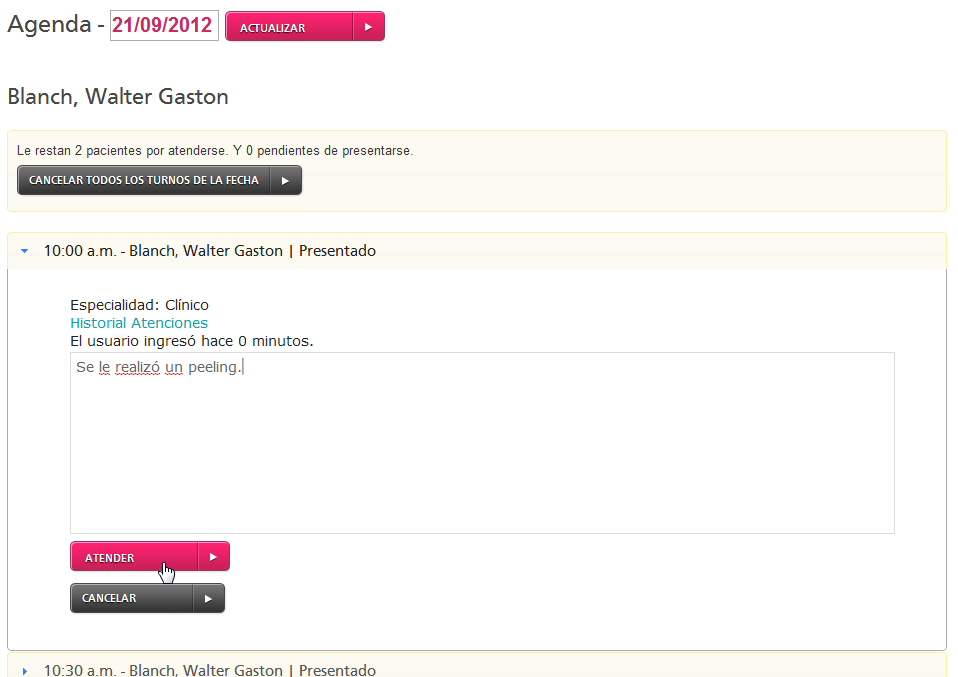 Agenda - 21/09/2012 ACTUALIZAR
Blanch, Walter Gaston
Le restan 2 pacientes por atenderse. Y 0 pendientes de presentarse.
CANCELAR TODOS LOS TURNOS DE LA FECHA
10:00 a.m. - Blanch, Walter Gaston | Presentado
Especialidad: Clínico
Historial Atenciones
El usuario ingresó hace 0 minutos.
Se le realizó un peeling.
ATENDER
CANCELAR
10:30 a.m. - Blanch, Walter Gaston | Presentado